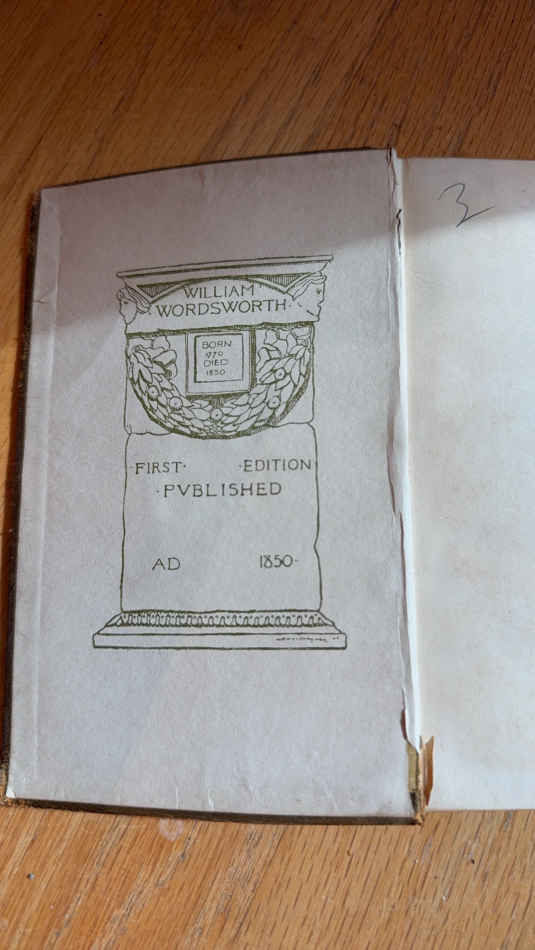 WILLIAM
WORDSWORTH
BORN
1770
DIED
1850
·FIRST· ·EDITION
·PVBLISHED
AD 1850·
3